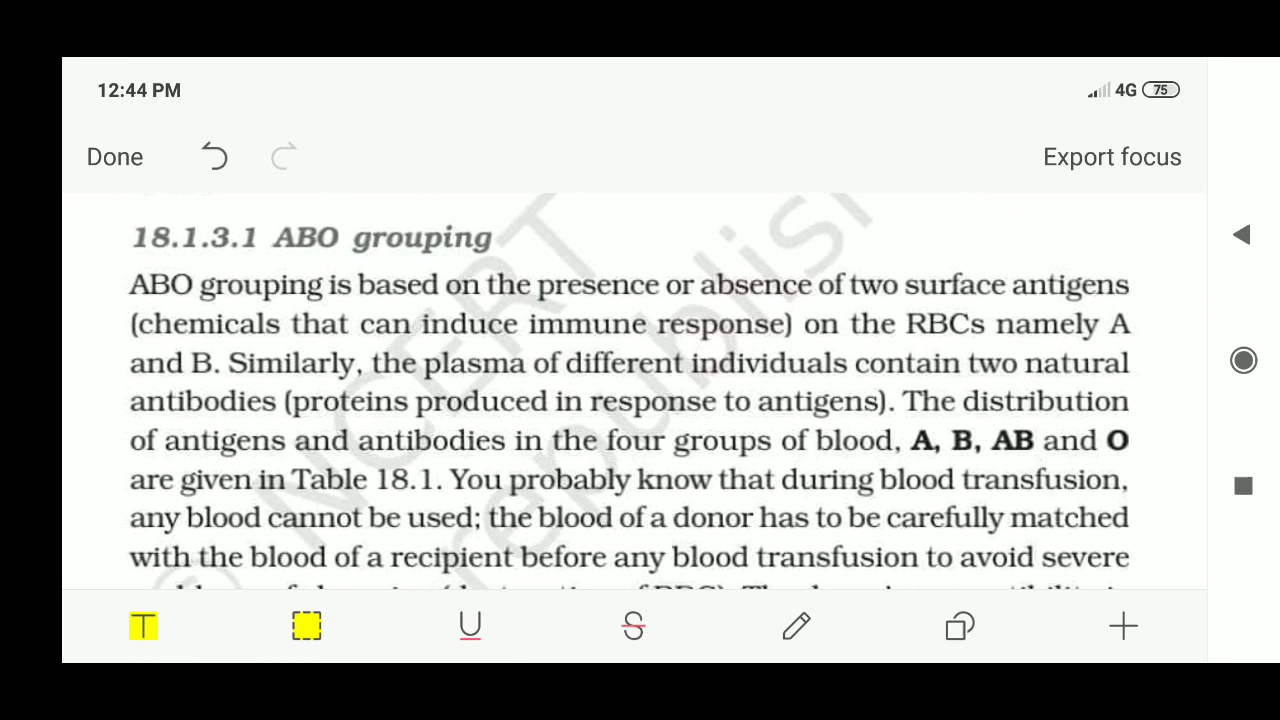 12:44 PM
4G 75
Done
Export focus
18.1.3.1 ABO grouping
ABO grouping is based on the presence or absence of two surface antigens
(chemicals that can induce immune response) on the RBCs namely A
and B. Similarly, the plasma of different individuals contain two natural
antibodies (proteins produced in response to antigens). The distribution
of antigens and antibodies in the four groups of blood, A, B, AB and O
are given in Table 18.1. You probably know that during blood transfusion,
any blood cannot be used; the blood of a donor has to be carefully matched
with the blood of a recipient before any blood transfusion to avoid severe
© NCERT
republis
T
U
S